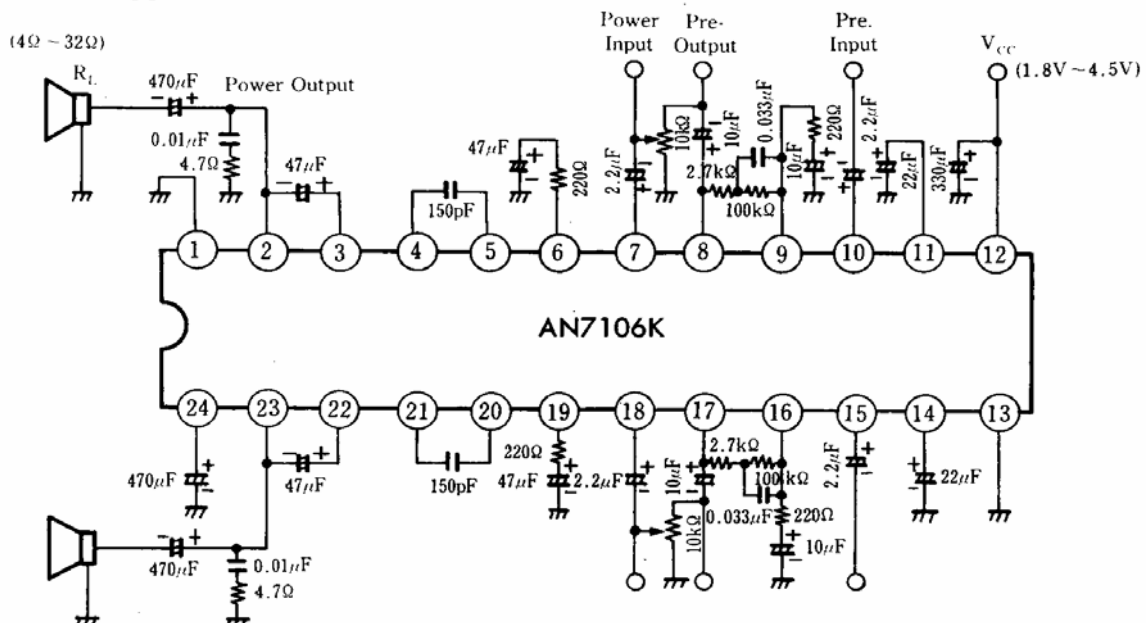 (4Ω ~ 32Ω)
R_L
470μF
- +
Power Output
0.01μF
4.7Ω
47μF
- +
150pF
47μF
+
-
220Ω
Power
Input
Pre-
Output
2.2μF
-
+
10kΩ
-
+
10μF
2.7kΩ
0.033μF
100kΩ
220Ω
10μF
+
-
Pre.
Input
2.2μF
-
+
+
-
22μF
330μF
+
-
V_CC
(1.8V ~ 4.5V)
1 2 3 4 5 6 7 8 9 10 11 12
AN7106K
24 23 22 21 20 19 18 17 16 15 14 13
470μF
+
-
- +
47μF
150pF
220Ω
47μF
+
-
2.2μF
+
-
10μF
+
-
2.7kΩ
100kΩ
0.033μF
220Ω
10μF
+
-
10kΩ
2.2μF
+
-
+
-
22μF
- +
470μF
0.01μF
4.7Ω